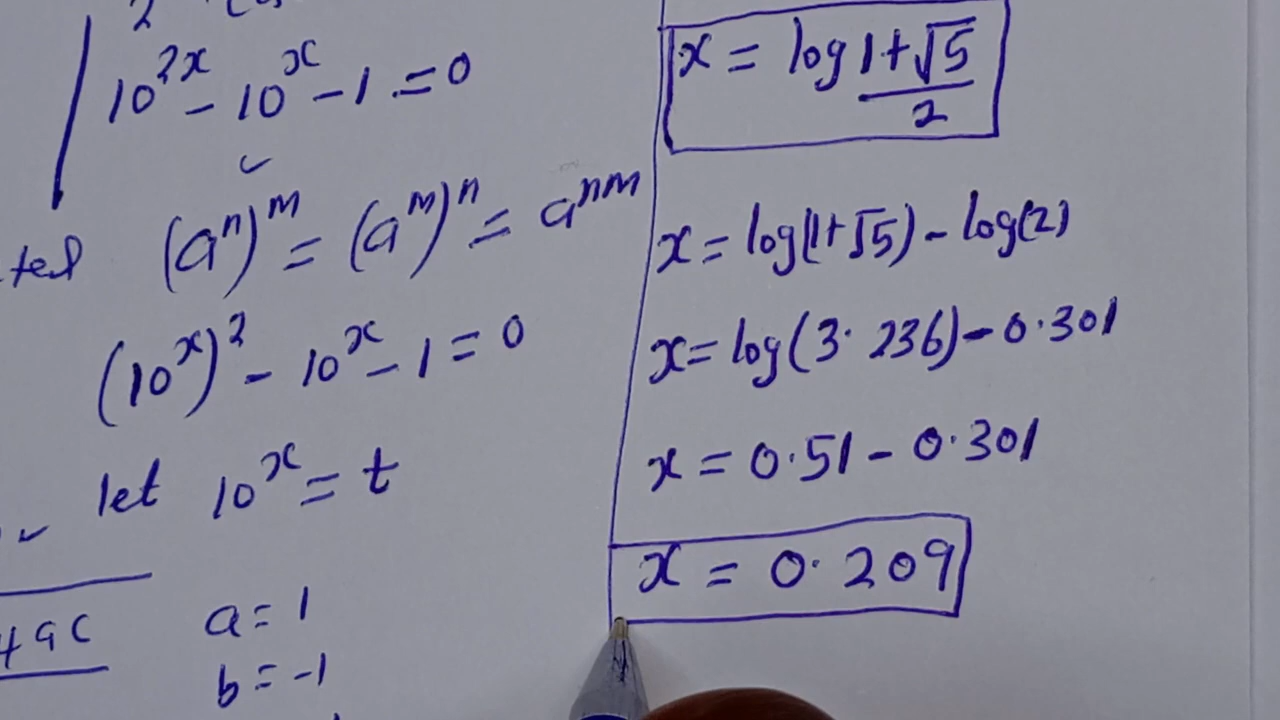 10^{2x} - 10^x - 1 = 0
(a^n)^m = (a^m)^n = a^{nm}
(10^x)^2 - 10^x - 1 = 0
let 10^x = t
4ac
a = 1
b = -1
x = log (1+√5)/2
x = log(1+√5) - log(2)
x = log(3.236) - 0.301
x = 0.51 - 0.301
x = 0.209